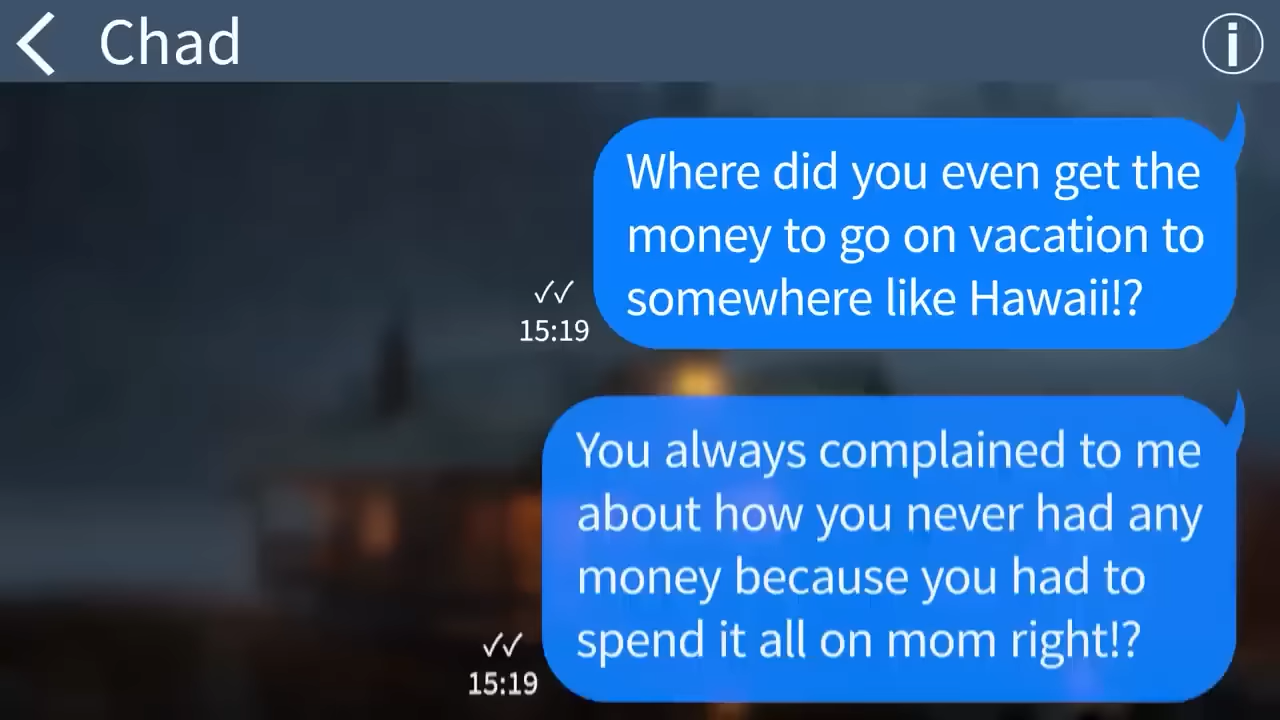 Chad
Where did you even get the
money to go on vacation to
somewhere like Hawaii!?
15:19
You always complained to me
about how you never had any
money because you had to
spend it all on mom right!?
15:19